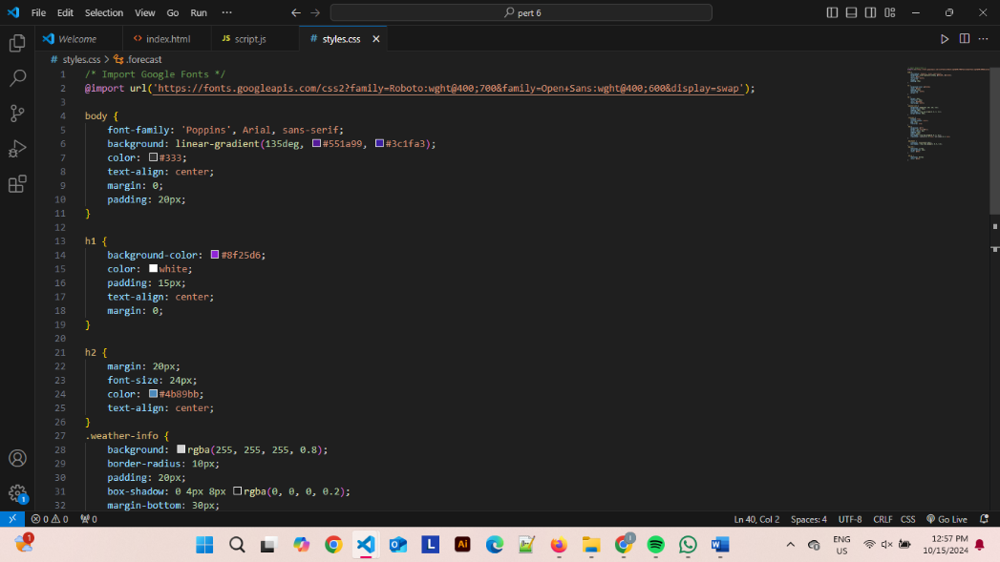 File Edit Selection View Go Run ··· pert 6
Welcome index.html JS script.js # styles.css
# styles.css > .forecast
1 /* Import Google Fonts */
2 @import url('https://fonts.googleapis.com/css2?family=Roboto:wght@400;700&family=Open+Sans:wght@400;600&display=swap');
3
4 body {
5 font-family: 'Poppins', Arial, sans-serif;
6 background: linear-gradient(135deg, #551a99, #3c1fa3);
7 color: #333;
8 text-align: center;
9 margin: 0;
10 padding: 20px;
11 }
12
13 h1 {
14 background-color: #8f25d6;
15 color: white;
16 padding: 15px;
17 text-align: center;
18 margin: 0;
19 }
20
21 h2 {
22 margin: 20px;
23 font-size: 24px;
24 color: #4b89bb;
25 text-align: center;
26 }
27 .weather-info {
28 background: rgba(255, 255, 255, 0.8);
29 border-radius: 10px;
30 padding: 20px;
31 box-shadow: 0 4px 8px rgba(0, 0, 0, 0.2);
32 margin-bottom: 30px;
1
0 0 0 Ln 40, Col 2 Spaces: 4 UTF-8 CRLF CSS Go Live
1 L Ai 1 W ENG US 12:57 PM 10/15/2024